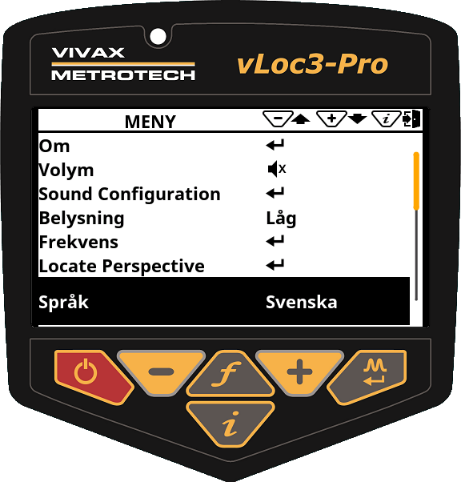 VIVAX
METROTECH
vLoc3-Pro
MENY
Om
Volym
Sound Configuration
Belysning Låg
Frekvens
Locate Perspective
Språk Svenska
f
i